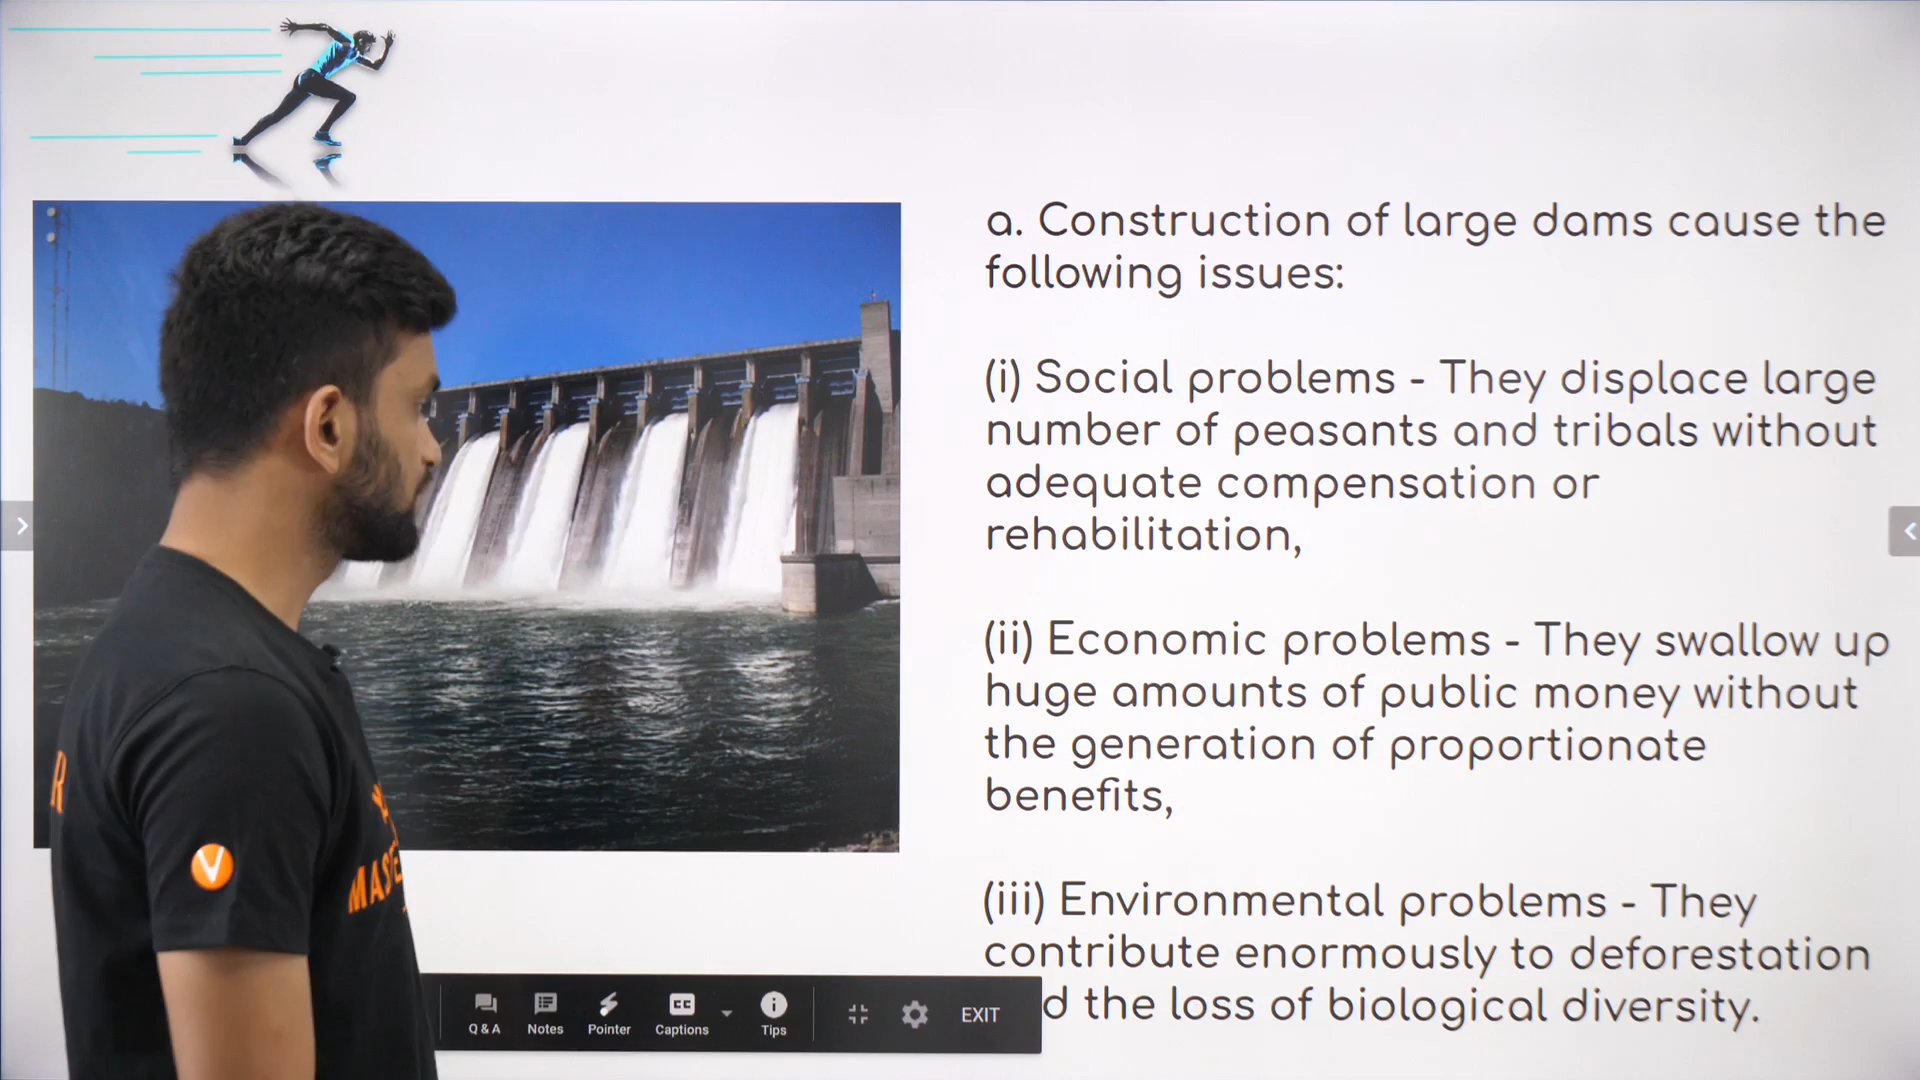 a. Construction of large dams cause the
following issues:
(i) Social problems - They displace large
number of peasants and tribals without
adequate compensation or
rehabilitation,
(ii) Economic problems - They swallow up
huge amounts of public money without
the generation of proportionate
benefits,
(iii) Environmental problems - They
contribute enormously to deforestation
the loss of biological diversity.
R
V
Q & A
Notes
Pointer
CC
Captions
Tips
EXIT